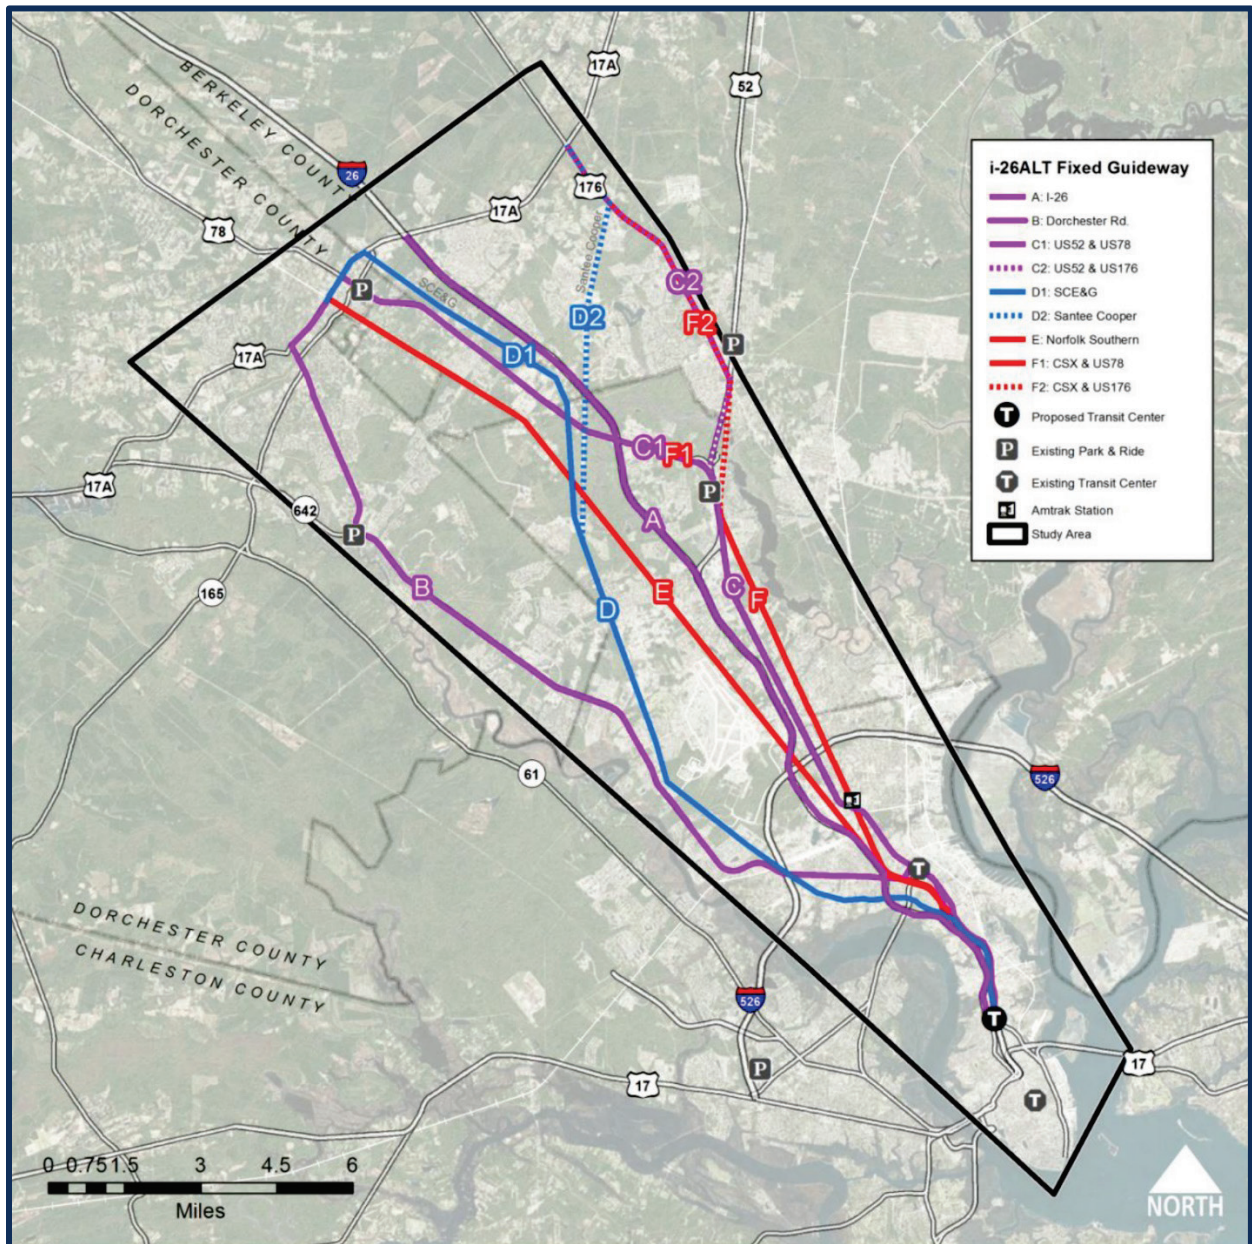 17A
52
BERKELEY COUNTY
DORCHESTER COUNTY
26
176
17A
78
i-26ALT Fixed Guideway
A: I-26
B: Dorchester Rd.
C1: US52 & US78
C2: US52 & US176
D1: SCE&G
D2: Santee Cooper
E: Norfolk Southern
F1: CSX & US78
F2: CSX & US176
T Proposed Transit Center
P Existing Park & Ride
T Existing Transit Center
Amtrak Station
Study Area
Santee Cooper
SCE&G
P
C2
D2
F2
P
D1
17A
C1
F1
17A
P
642
A
P
B
165
E
C
F
D
61
526
T
DORCHESTER COUNTY
CHARLESTON COUNTY
526
T
P
17
17
T
0 0.75 1.5 3 4.5 6
Miles
NORTH